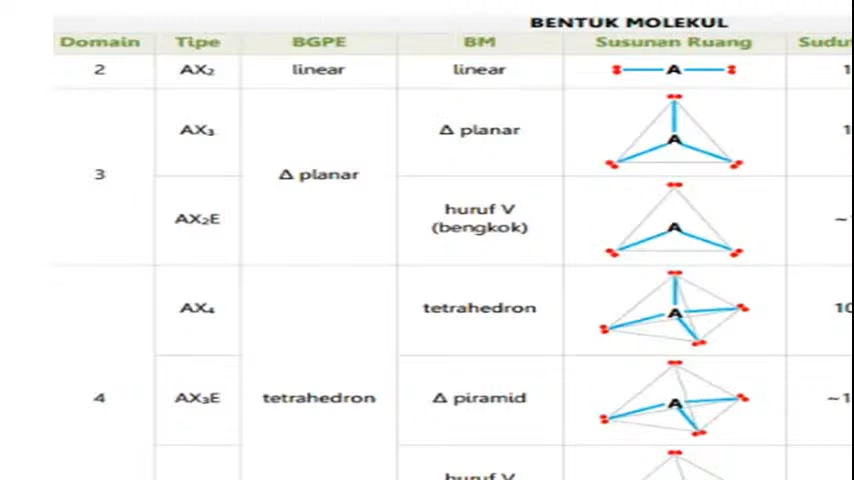 BENTUK MOLEKUL
Domain Tipe BGPE BM Susunan Ruang
2 AX₂ linear linear A
AX₃ Δ planar A
3 Δ planar
AX₂E huruf V (bengkok) A
AX₄ tetrahedron A
4 AX₃E tetrahedron Δ piramid A
huruf V